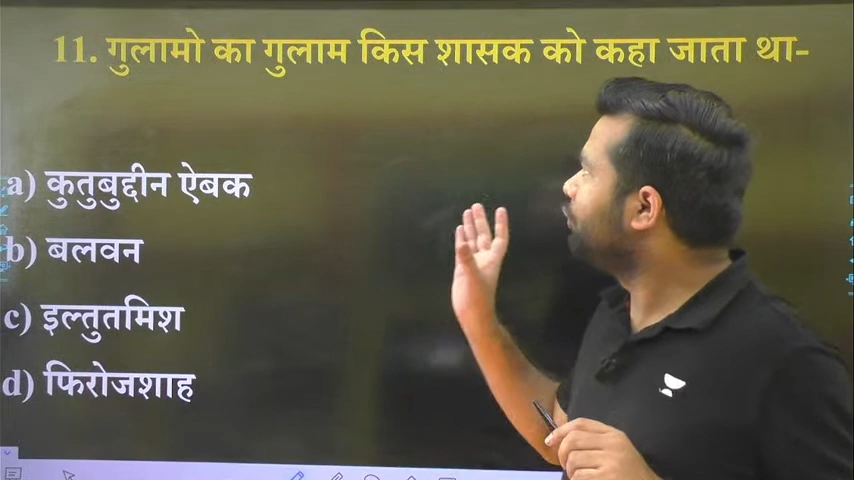 11. गुलामो का गुलाम किस शासक को कहा जाता था-
a) कुतुबुद्दीन ऐबक
b) बलवन
c) इल्तुतमिश
d) फिरोजशाह